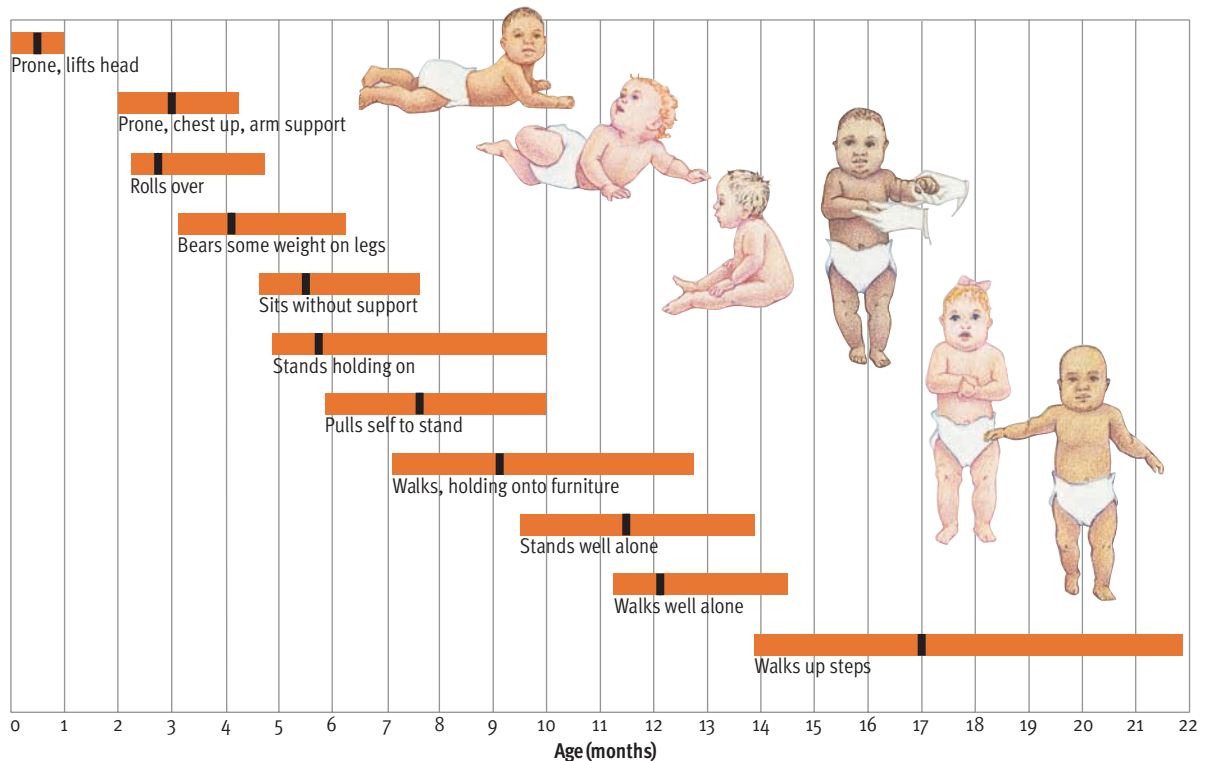 Prone, lifts head
Prone, chest up, arm support
Rolls over
Bears some weight on legs
Sits without support
Stands holding on
Pulls self to stand
Walks, holding onto furniture
Stands well alone
Walks well alone
Walks up steps
0 1 2 3 4 5 6 7 8 9 10 11 12 13 14 15 16 17 18 19 20 21 22
Age (months)